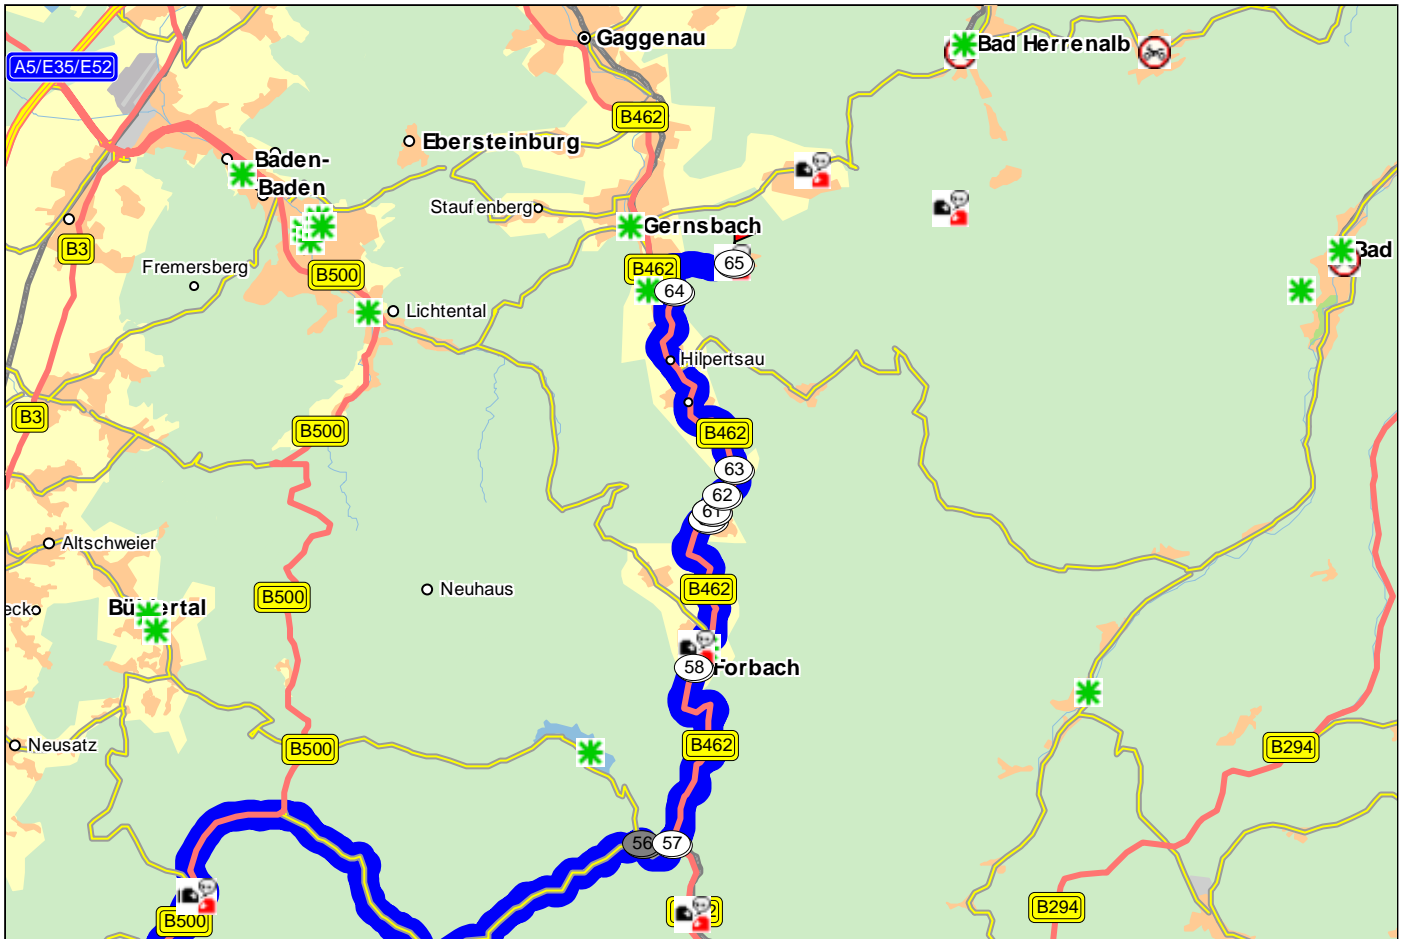 Gaggenau
Bad Herrenalb
A5/E35/E52
B462
Ebersteinburg
Baden-
Baden
Staufenberg
Gernsbach
B3
Fremersberg
B500
B462
65
Bad
64
Lichtental
Hilpertsau
B3
B500
B462
63
62
61
Altschweier
Neuhaus
B500
B462
eck
58
Forbach
Neusatz
B500
B462
B294
56
57
B500
B294